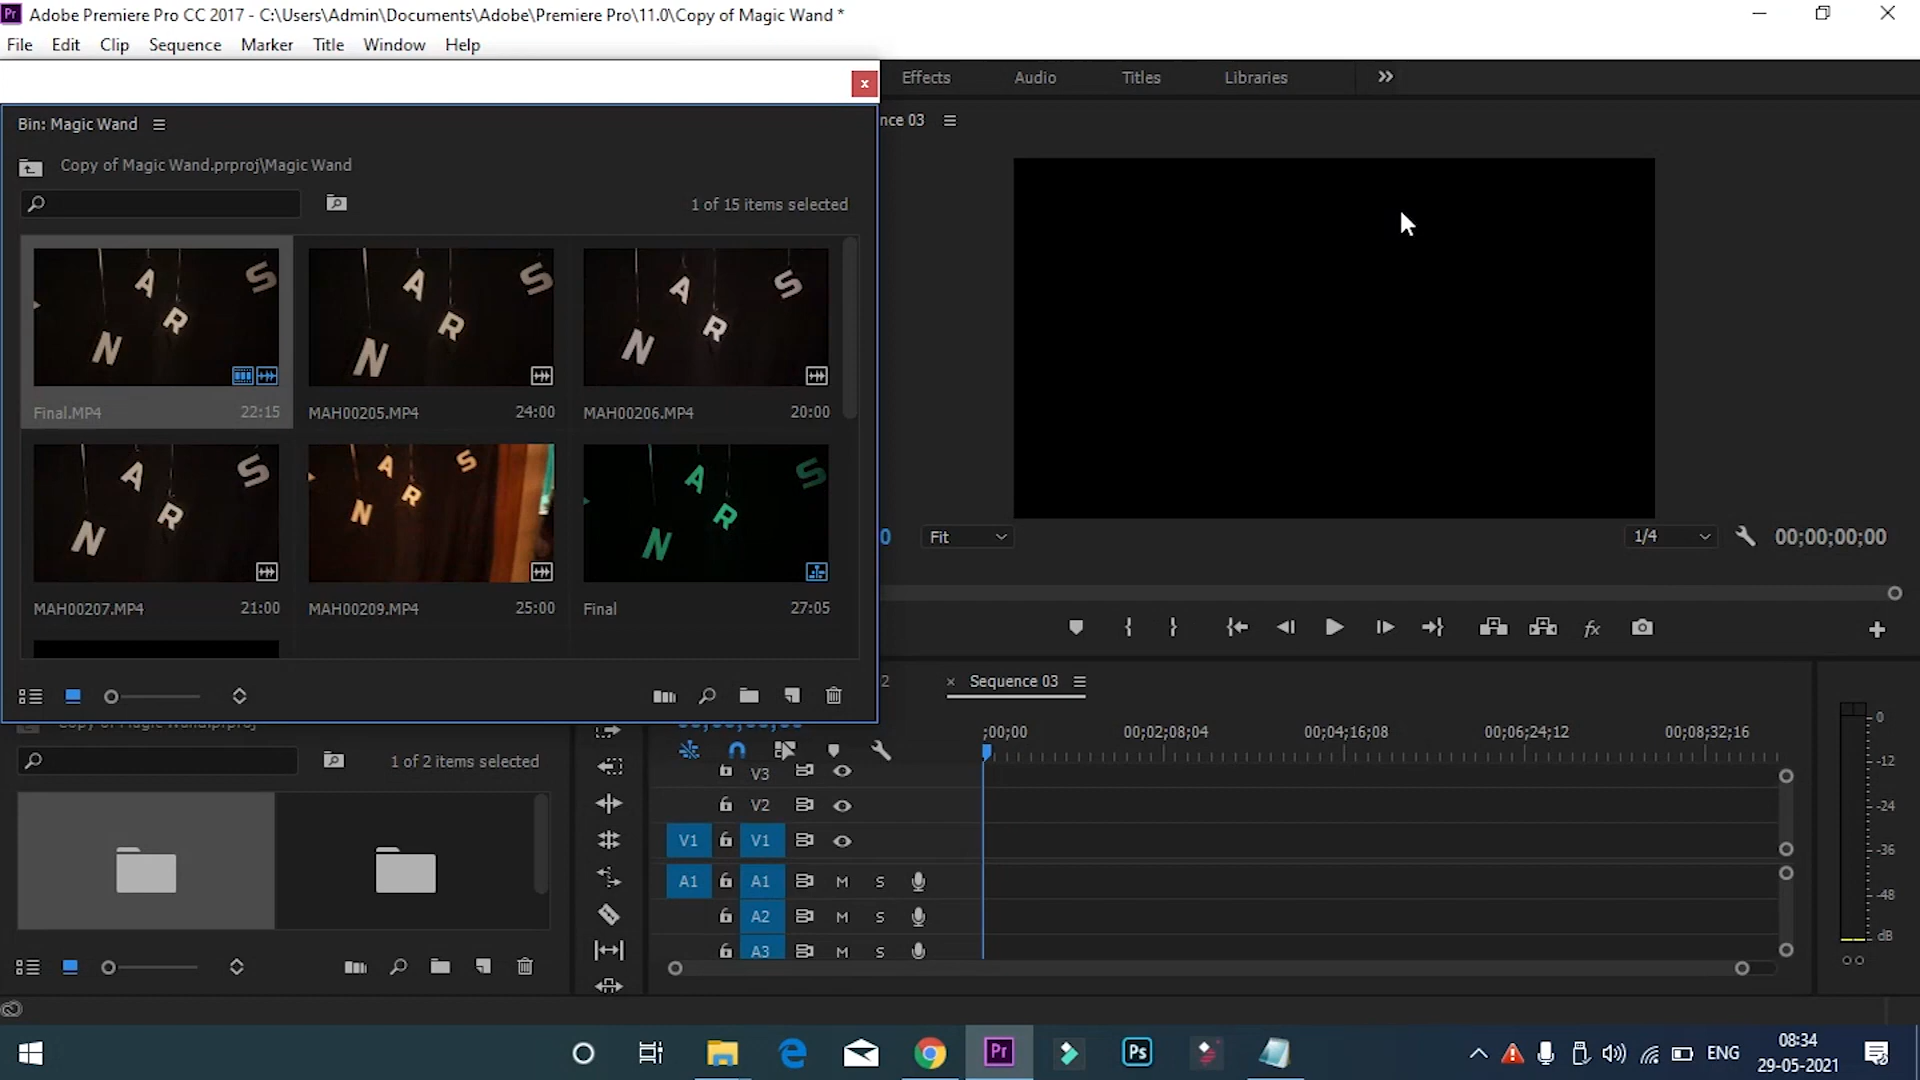 Pr Adobe Premiere Pro CC 2017 - C:\Users\Admin\Documents\Adobe\Premiere Pro\11.0\Copy of Magic Wand *
File Edit Clip Sequence Marker Title Window Help
x
Effects Audio Titles Libraries
Bin: Magic Wand
nce 03
Copy of Magic Wand.prproj\Magic Wand
1 of 15 items selected
N A R S
N A R S
N A R S
Final.MP4 22:15
MAH00205.MP4 24:00
MAH00206.MP4 20:00
N A R S
N A R S
N A R S
0 Fit 1/4 00;00;00;00
MAH00207.MP4 21:00
MAH00209.MP4 25:00
Final 27:05
fx
2 × Sequence 03
Copy of Magic Wand.prproj
;00;00 00;02;08;04 00;04;16;08 00;06;24;12 00;08;32;16
1 of 2 items selected
V3
V2
V1 V1
A1 A1 M S
A2 M S
A3 M S
0
-12
-24
-36
-48
dB
Pr Ps ENG 08:34
29-05-2021